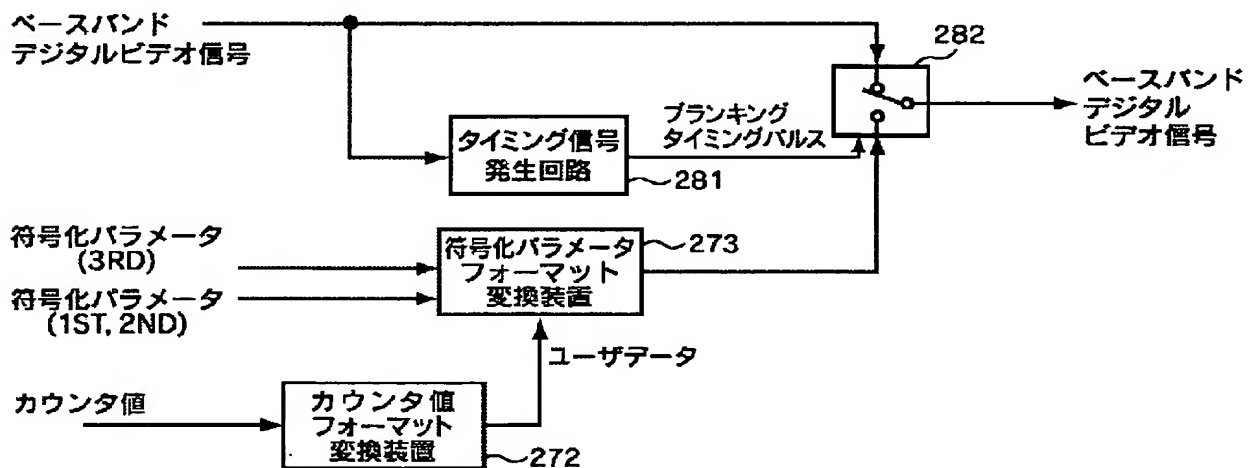 ベースバンド
デジタルビデオ信号
282
ベースバンド
デジタル
ビデオ信号
ブランキング
タイミングパルス
タイミング信号
発生回路
281
符号化パラメータ
(3RD)
符号化パラメータ
(1ST, 2ND)
符号化パラメータ
フォーマット
変換装置
273
ユーザデータ
カウンタ値
カウンタ値
フォーマット
変換装置
272